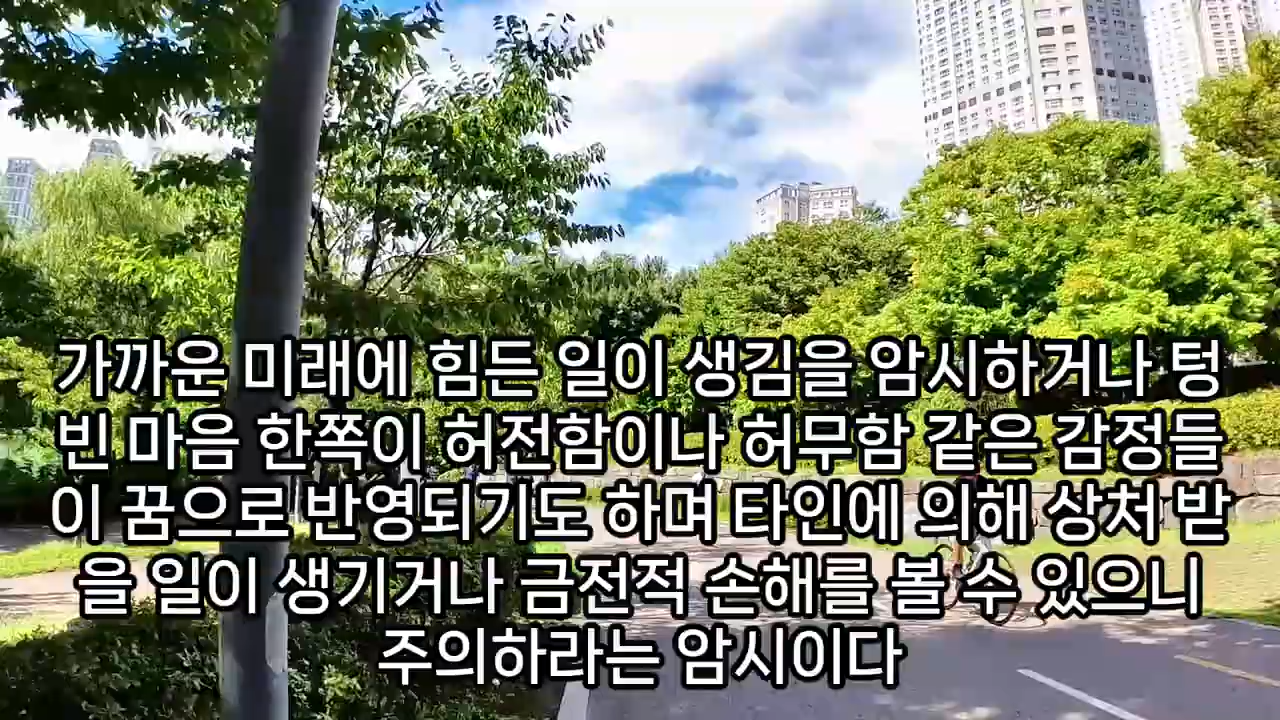 가까운 미래에 힘든 일이 생김을 암시하거나 텅
빈 마음 한쪽이 허전함이나 허무함 같은 감정들
이 꿈으로 반영되기도 하며 타인에 의해 상처 받
을 일이 생기거나 금전적 손해를 볼 수 있으니
주의하라는 암시이다